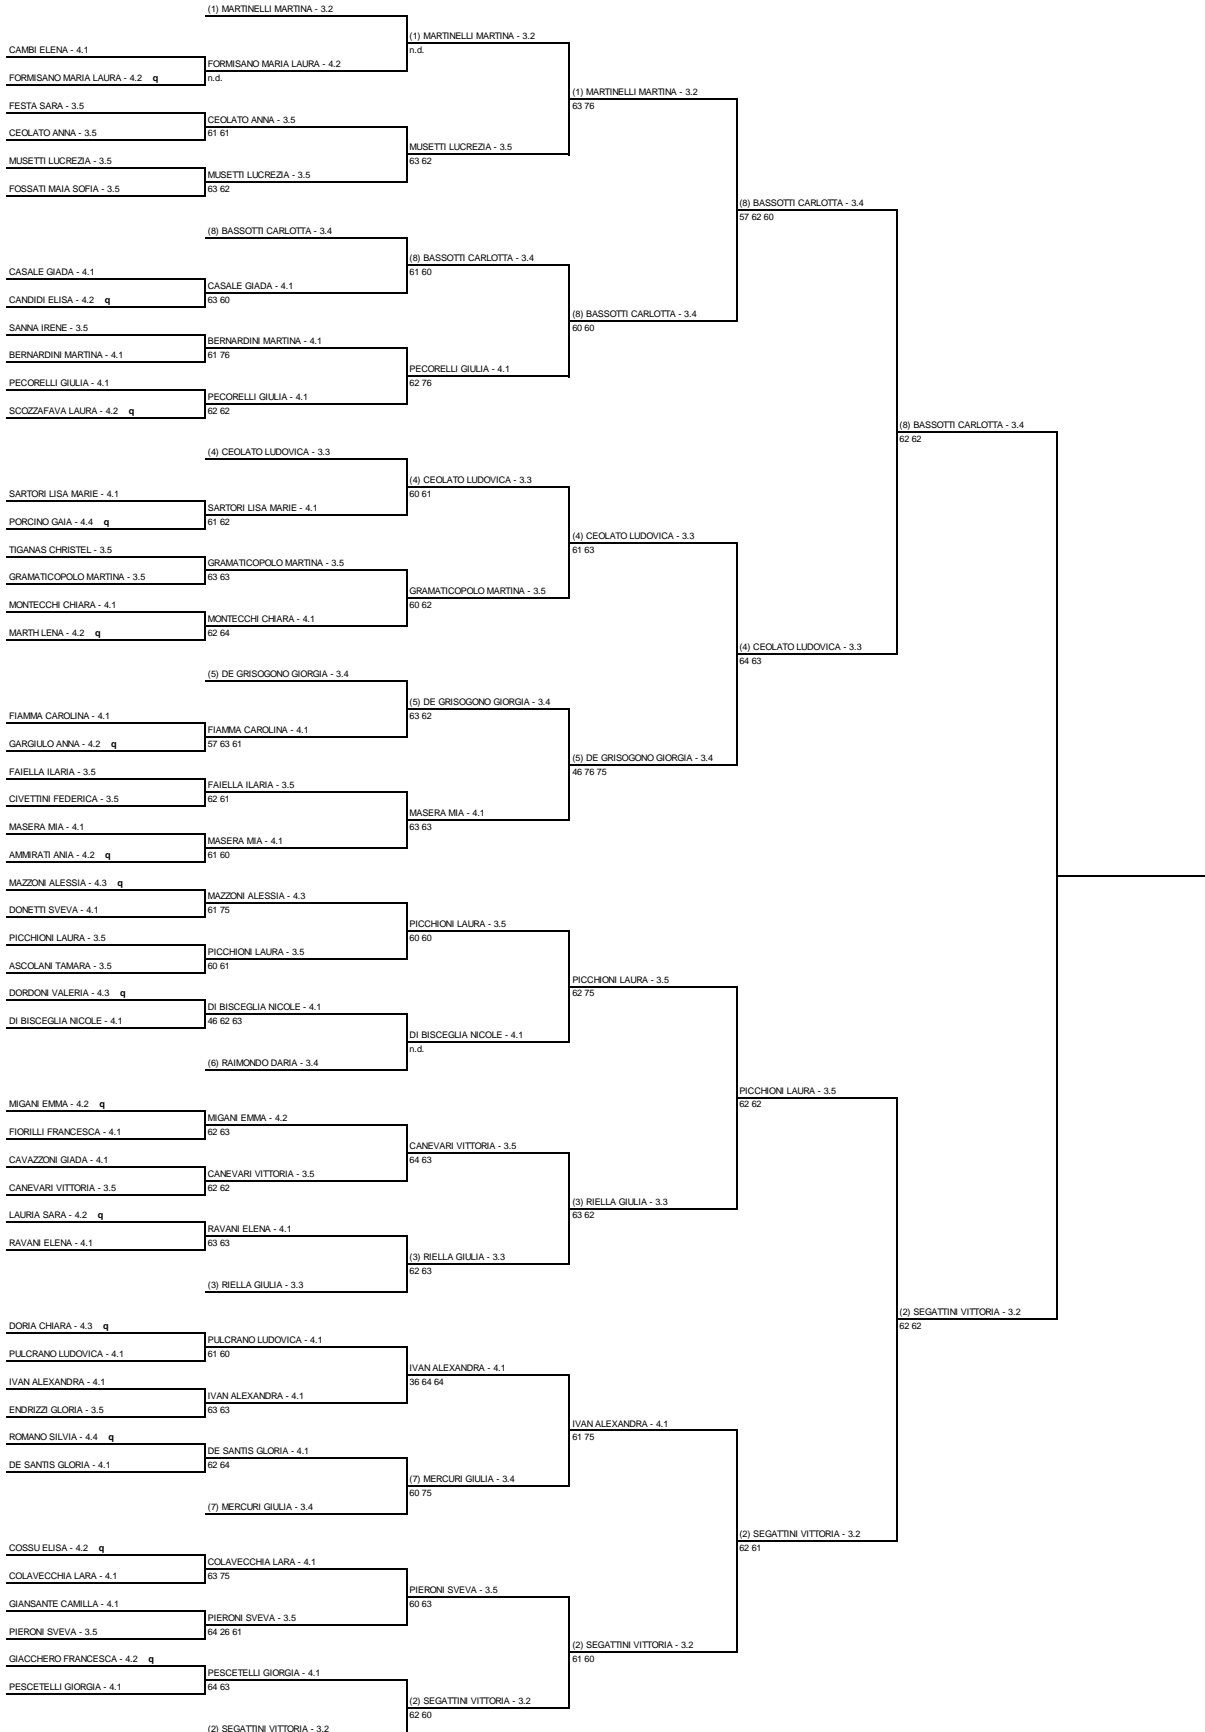 (1) MARTINELLI MARTINA - 3.2
(1) MARTINELLI MARTINA - 3.2
CAMBI ELENA - 4.1
n.d.
FORMISANO MARIA LAURA - 4.2
FORMISANO MARIA LAURA - 4.2 q
n.d.
(1) MARTINELLI MARTINA - 3.2
63 76
FESTA SARA - 3.5
CEOLATO ANNA - 3.5
CEOLATO ANNA - 3.5
61 61
MUSETTI LUCREZIA - 3.5
63 62
MUSETTI LUCREZIA - 3.5
MUSETTI LUCREZIA - 3.5
63 62
FOSSATI MAIA SOFIA - 3.5
(8) BASSOTTI CARLOTTA - 3.4
57 62 60
(8) BASSOTTI CARLOTTA - 3.4
(8) BASSOTTI CARLOTTA - 3.4
61 60
CASALE GIADA - 4.1
CASALE GIADA - 4.1
63 60
CANDIDI ELISA - 4.2 q
(8) BASSOTTI CARLOTTA - 3.4
60 60
SANNA IRENE - 3.5
BERNARDINI MARTINA - 4.1
61 76
BERNARDINI MARTINA - 4.1
PECORELLI GIULIA - 4.1
62 76
PECORELLI GIULIA - 4.1
PECORELLI GIULIA - 4.1
62 62
SCOZZAFAVA LAURA - 4.2 q
(8) BASSOTTI CARLOTTA - 3.4
62 62
(4) CEOLATO LUDOVICA - 3.3
(4) CEOLATO LUDOVICA - 3.3
60 61
SARTORI LISA MARIE - 4.1
SARTORI LISA MARIE - 4.1
61 62
PORCINO GAIA - 4.4 q
(4) CEOLATO LUDOVICA - 3.3
61 63
TIGANAS CHRISTEL - 3.5
GRAMATICOPOLO MARTINA - 3.5
63 63
GRAMATICOPOLO MARTINA - 3.5
GRAMATICOPOLO MARTINA - 3.5
60 62
MONTECCHI CHIARA - 4.1
MONTECCHI CHIARA - 4.1
62 64
MARTH LENA - 4.2 q
(4) CEOLATO LUDOVICA - 3.3
64 63
(5) DE GRISOGONO GIORGIA - 3.4
(5) DE GRISOGONO GIORGIA - 3.4
63 62
FIAMMA CAROLINA - 4.1
FIAMMA CAROLINA - 4.1
57 63 61
GARGIULO ANNA - 4.2 q
(5) DE GRISOGONO GIORGIA - 3.4
46 76 75
FAIELLA ILARIA - 3.5
FAIELLA ILARIA - 3.5
62 61
CIVETTINI FEDERICA - 3.5
MASERA MIA - 4.1
63 63
MASERA MIA - 4.1
MASERA MIA - 4.1
61 60
AMMIRATI ANIA - 4.2 q
MAZZONI ALESSIA - 4.3 q
MAZZONI ALESSIA - 4.3
61 75
DONETTI SVEVA - 4.1
PICCHIONI LAURA - 3.5
60 60
PICCHIONI LAURA - 3.5
PICCHIONI LAURA - 3.5
60 61
ASCOLANI TAMARA - 3.5
PICCHIONI LAURA - 3.5
62 75
DORDONI VALERIA - 4.3 q
DI BISCEGLIA NICOLE - 4.1
46 62 63
DI BISCEGLIA NICOLE - 4.1
DI BISCEGLIA NICOLE - 4.1
n.d.
(6) RAIMONDO DARIA - 3.4
PICCHIONI LAURA - 3.5
62 62
MIGANI EMMA - 4.2 q
MIGANI EMMA - 4.2
62 63
FIORILLI FRANCESCA - 4.1
CANEVARI VITTORIA - 3.5
64 63
CAVAZZONI GIADA - 4.1
CANEVARI VITTORIA - 3.5
62 62
CANEVARI VITTORIA - 3.5
(3) RIELLA GIULIA - 3.3
63 62
LAURIA SARA - 4.2 q
RAVANI ELENA - 4.1
63 63
RAVANI ELENA - 4.1
(3) RIELLA GIULIA - 3.3
62 63
(3) RIELLA GIULIA - 3.3
(2) SEGATTINI VITTORIA - 3.2
62 62
DORIA CHIARA - 4.3 q
PULCRANO LUDOVICA - 4.1
61 60
PULCRANO LUDOVICA - 4.1
IVAN ALEXANDRA - 4.1
36 64 64
IVAN ALEXANDRA - 4.1
IVAN ALEXANDRA - 4.1
63 63
ENDRIZZI GLORIA - 3.5
IVAN ALEXANDRA - 4.1
61 75
ROMANO SILVIA - 4.4 q
DE SANTIS GLORIA - 4.1
62 64
DE SANTIS GLORIA - 4.1
(7) MERCURI GIULIA - 3.4
60 75
(7) MERCURI GIULIA - 3.4
(2) SEGATTINI VITTORIA - 3.2
62 61
COSSU ELISA - 4.2 q
COLAVECCHIA LARA - 4.1
63 75
COLAVECCHIA LARA - 4.1
PIERONI SVEVA - 3.5
60 63
GIANSANTE CAMILLA - 4.1
PIERONI SVEVA - 3.5
64 26 61
PIERONI SVEVA - 3.5
(2) SEGATTINI VITTORIA - 3.2
61 60
GIACCHERO FRANCESCA - 4.2 q
PESCETELLI GIORGIA - 4.1
64 63
PESCETELLI GIORGIA - 4.1
(2) SEGATTINI VITTORIA - 3.2
62 60
(2) SEGATTINI VITTORIA - 3.2